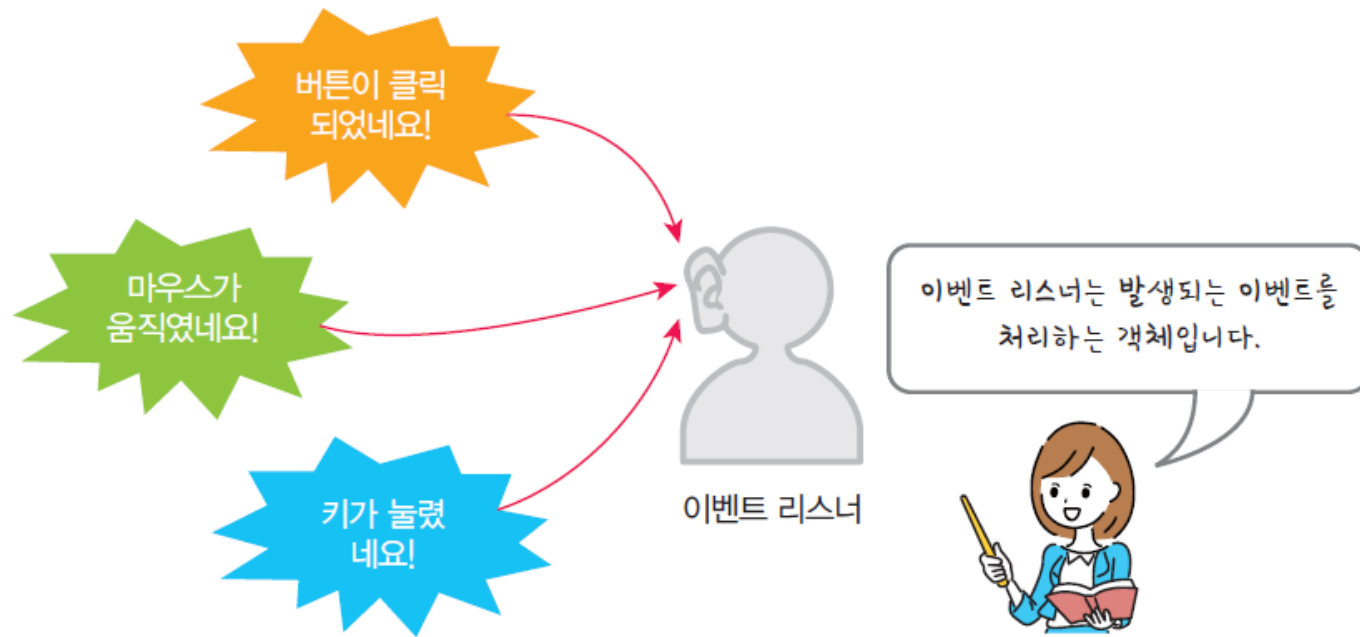 버튼이 클릭
되었네요!
마우스가
움직였네요!
이벤트 리스너는 발생되는 이벤트를
처리하는 객체입니다.
키가 눌렸
네요!
이벤트 리스너